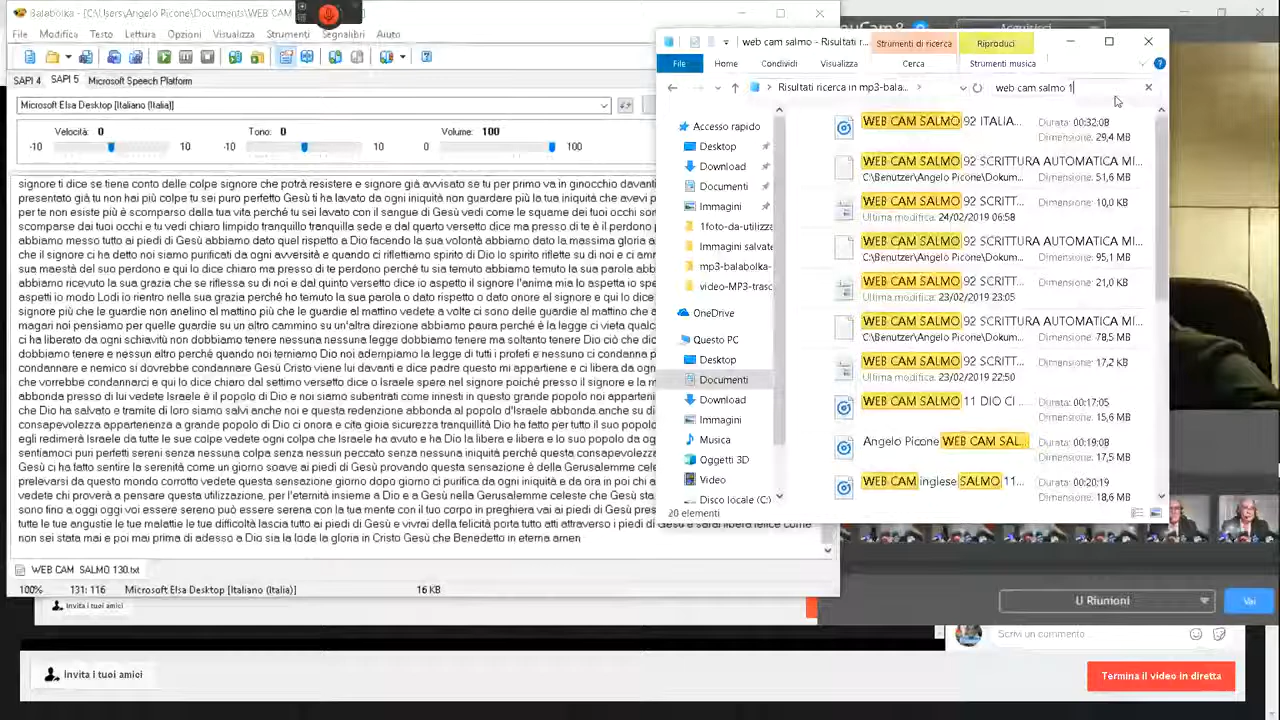 Balabolka - [C:\Users\Angelo Picone\Documents\WEB CAM
File Modifica Testo Lettura Opzioni Visualizza Strumenti Segnalibri Aiuto
SAPI 4 SAPI 5 Microsoft Speech Platform
Microsoft Elsa Desktop [Italiano (Italia)]
Velocità: 0 Tono: 0 Volume: 100
-10 10 -10 10 0 100
signore ti dice se tiene conto delle colpe signore che potrà resistere e signore già avvisato se tu per primo va in ginocchio davanti
presentato già tu non hai più colpe tu sei puro perfetto Gesù ti ha lavato da ogni iniquità non guardare più la tua iniquità che avevi
per te non esiste più è scomparso dalla tua vita perché tu sei lavato con il sangue di Gesù vedi come le squame dei tuoi occhi sono
scomparse dai tuoi occhi e tu vedi chiaro limpido tranquillo tranquilla sede e dal quarto versetto dice ma presso di te è il perdono
abbiamo messo tutto ai piedi di Gesù abbiamo dato quel rispetto a Dio facendo la sua volontà abbiamo dato la massima gloria a
che il signore ci ha detto noi siamo purificati da ogni avversità e quando ci riflettiamo spirito di Dio lo spirito riflette su di noi e ci
sua maestà del suo perdono e qui lo dice chiaro ma presso di te perdono perché tu sia temuto abbiamo temuto la sua parola abb
abbiamo ricevuto la sua grazia che se riflessa su di noi e dal quinto versetto dice io aspetto il signore l'anima mia lo aspetta io spe
aspetti io modo Lodi io rientro nella sua grazia perché ho temuto la sua parola o dato rispetto o dato onore al signore e qui lo dice
signore più che le guardie non anelino al mattino più che le guardie al mattino vedete a volte ci sono delle guardie al mattino che
magari noi pensiamo per quelle guardie su un altro cammino su un'altra direzione abbiamo paura perché è la legge ci vieta qualc
ci ha liberato da ogni schiavitù non dobbiamo tenere nessuna nessuna legge dobbiamo ma soltanto tenere Dio ciò che di
dobbiamo tenere e nessun altro perché quando noi temiamo Dio noi adempiamo la legge di tutti i profeti e nessuno ci condanna p
condannare e nemico si dovrebbe condannare Gesù Cristo viene lui davanti e dice padre questo mi appartiene e ci libera da og
che vorrebbe condannarci e qui lo dice chiaro dal settimo versetto dice o Israele spera nel signore poiché presso il signore e la m
abbonda presso di lui vedete Israele è il popolo di Dio e noi siamo subentrati come innesti in questo grande popolo noi apparten
che Dio ha salvato e tramite di loro siamo salvi anche noi e questa redenzione abbonda al popolo d'Israele abbonda anche su
consapevolezza appartenenza a grande popolo di Dio ci onora e cita gioia sicurezza tranquillità Dio ha fatto per tutto il suo popolo
egli redimerà Israele da tutte le sue colpe vedete ogni colpa che Israele ha avuto e ha Dio la libera e libera lo il suo popolo da og
sentiamoci puri perfetti sereni senza nessuna colpa senza nessun peccato senza nessuna iniquità perché questa consapevolezz
Gesù ci ha fatto sentire la serenità come un giorno soave ai piedi di Gesù provando questa sensazione è della Gerusalemme cele
prelevarsi da questo mondo corrotto vedete questa sensazione giorno dopo giorno ci purifica da ogni iniquità e da ora in poi chi a
vedete chi proverà a pensare questa utilizzazione, per l'eternità insieme a Dio e a Gesù nella Gerusalemme celeste che Gesù sta
sono fino a oggi oggi voi essere sereno può essere serena con la tua mente con il tuo corpo in preghiera vai ai piedi di Gesù con
tutte le tue angustie le tue malattie le tue difficoltà lascia tutto ai piedi di Gesù e vivrai della felicità porta tutto atti attraverso i piedi di Gesù e sarai libera felice come
non sei stata mai e poi mai prima di adesso a Dio sia la lode la gloria in Cristo Gesù che Benedetto in eterna amen
WEB CAM SALMO 130.txt
100% 131: 116 Microsoft Elsa Desktop [Italiano (Italia)] 16 KB
web cam salmo - Risultati r... Strumenti di ricerca Riproduci
File Home Condividi Visualizza Cerca Strumenti musica
Risultati ricerca in mp3-bala... web cam salmo 1
Accesso rapido
Desktop
Download
Documenti
Immagini
1foto-da-utilizza
Immagini salvate
mp3-balabolka-
video-MP3-trasc
OneDrive
Questo PC
Desktop
Documenti
Download
Immagini
Musica
Oggetti 3D
Video
Disco locale (C:)
20 elementi
WEB CAM SALMO 92 ITALIA... Durata: 00:32:08
Dimensione: 29,4 MB
WEB CAM SALMO 92 SCRITTURA AUTOMATICA MI...
C:\Benutzer\Angelo Picone\Dokum... Dimensione: 51,6 MB
WEB CAM SALMO 92 SCRITT... Dimensione: 10,0 KB
Ultima modifica: 24/02/2019 06:58
WEB CAM SALMO 92 SCRITTURA AUTOMATICA MI...
C:\Benutzer\Angelo Picone\Dokum... Dimensione: 95,1 MB
WEB CAM SALMO 92 SCRITT... Dimensione: 21,0 KB
Ultima modifica: 23/02/2019 23:05
WEB CAM SALMO 92 SCRITTURA AUTOMATICA MI...
C:\Benutzer\Angelo Picone\Dokum... Dimensione: 78,5 MB
WEB CAM SALMO 92 SCRITT... Dimensione: 17,2 KB
Ultima modifica: 23/02/2019 22:50
WEB CAM SALMO 11 DIO CI ... Durata: 00:17:05
Dimensione: 15,6 MB
Angelo Picone WEB CAM SAL... Durata: 00:19:08
Dimensione: 17,5 MB
WEB CAM inglese SALMO 11... Durata: 00:20:19
Dimensione: 18,6 MB
U Riunioni Vai
Invita i tuoi amici
Scrivi un commento...
Invita i tuoi amici
Termina il video in diretta